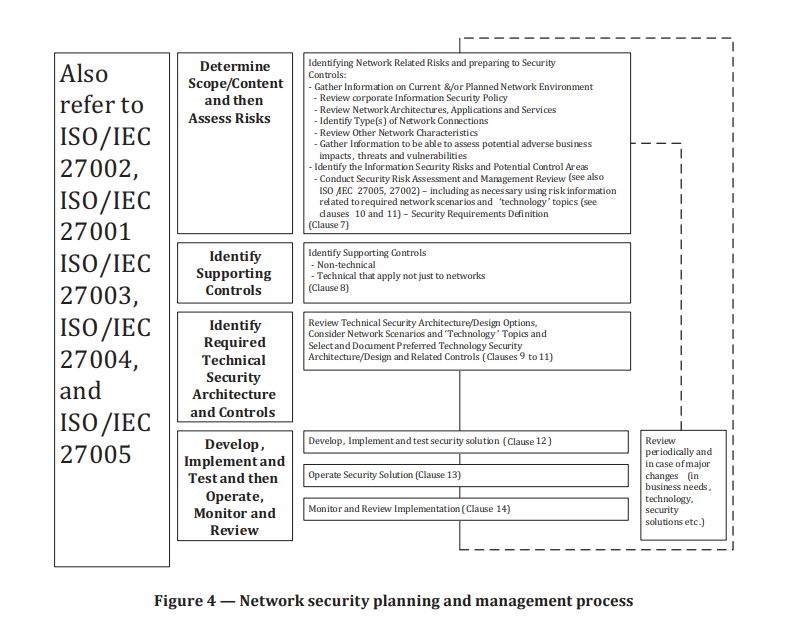 Also
refer to
ISO/IEC
27002,
ISO/IEC
27001
ISO/IEC
27003,
ISO/IEC
27004,
and
ISO/IEC
27005
Determine
Scope/Content
and then
Assess Risks
Identifying Network Related Risks and preparing to Security
Controls:
- Gather Information on Current &/or Planned Network Environment
- Review corporate Information Security Policy
- Review Network Architectures, Applications and Services
- Identify Type(s) of Network Connections
- Review Other Network Characteristics
- Gather Information to be able to assess potential adverse business
impacts, threats and vulnerabilities
- Identify the Information Security Risks and Potential Control Areas
- Conduct Security Risk Assessment and Management Review (see also
ISO /IEC 27005, 27002) – including as necessary using risk information
related to required network scenarios and 'technology' topics (see
clauses 10 and 11) – Security Requirements Definition
(Clause 7)
Identify
Supporting
Controls
Identify Supporting Controls
- Non-technical
- Technical that apply not just to networks
(Clause 8)
Identify
Required
Technical
Security
Architecture
and Controls
Review Technical Security Architecture/Design Options,
Consider Network Scenarios and 'Technology' Topics and
Select and Document Preferred Technology Security
Architecture/Design and Related Controls (Clauses 9 to 11)
Develop,
Implement and
Test and then
Operate,
Monitor and
Review
Develop, Implement and test security solution (Clause 12 )
Operate Security Solution (Clause 13)
Monitor and Review Implementation (Clause 14)
Review
periodically and
in case of major
changes (in
business needs,
technology,
security
solutions etc.)
Figure 4 — Network security planning and management process